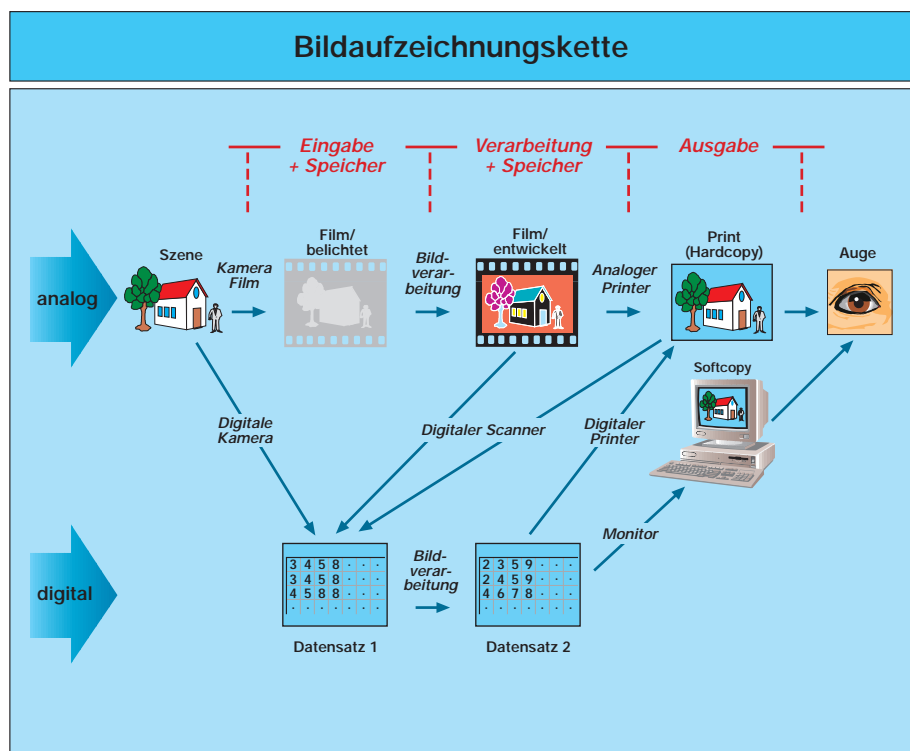 Bildaufzeichnungskette
Eingabe
+ Speicher
Verarbeitung
+ Speicher
Ausgabe
analog
Szene
Kamera
Film
Film/
belichtet
Bild-
verar-
beitung
Film/
entwickelt
Analoger
Printer
Print
(Hardcopy)
Auge
Softcopy
Digitale
Kamera
Digitaler Scanner
Digitaler
Printer
Monitor
digital
3 4 5 8 · · ·
3 4 5 8 · · ·
4 5 8 8 · · ·
· · · · · · ·
Datensatz 1
Bild-
verar-
beitung
2 3 5 9 · · ·
2 4 5 9 · · ·
4 6 7 8 · · ·
· · · · · · ·
Datensatz 2